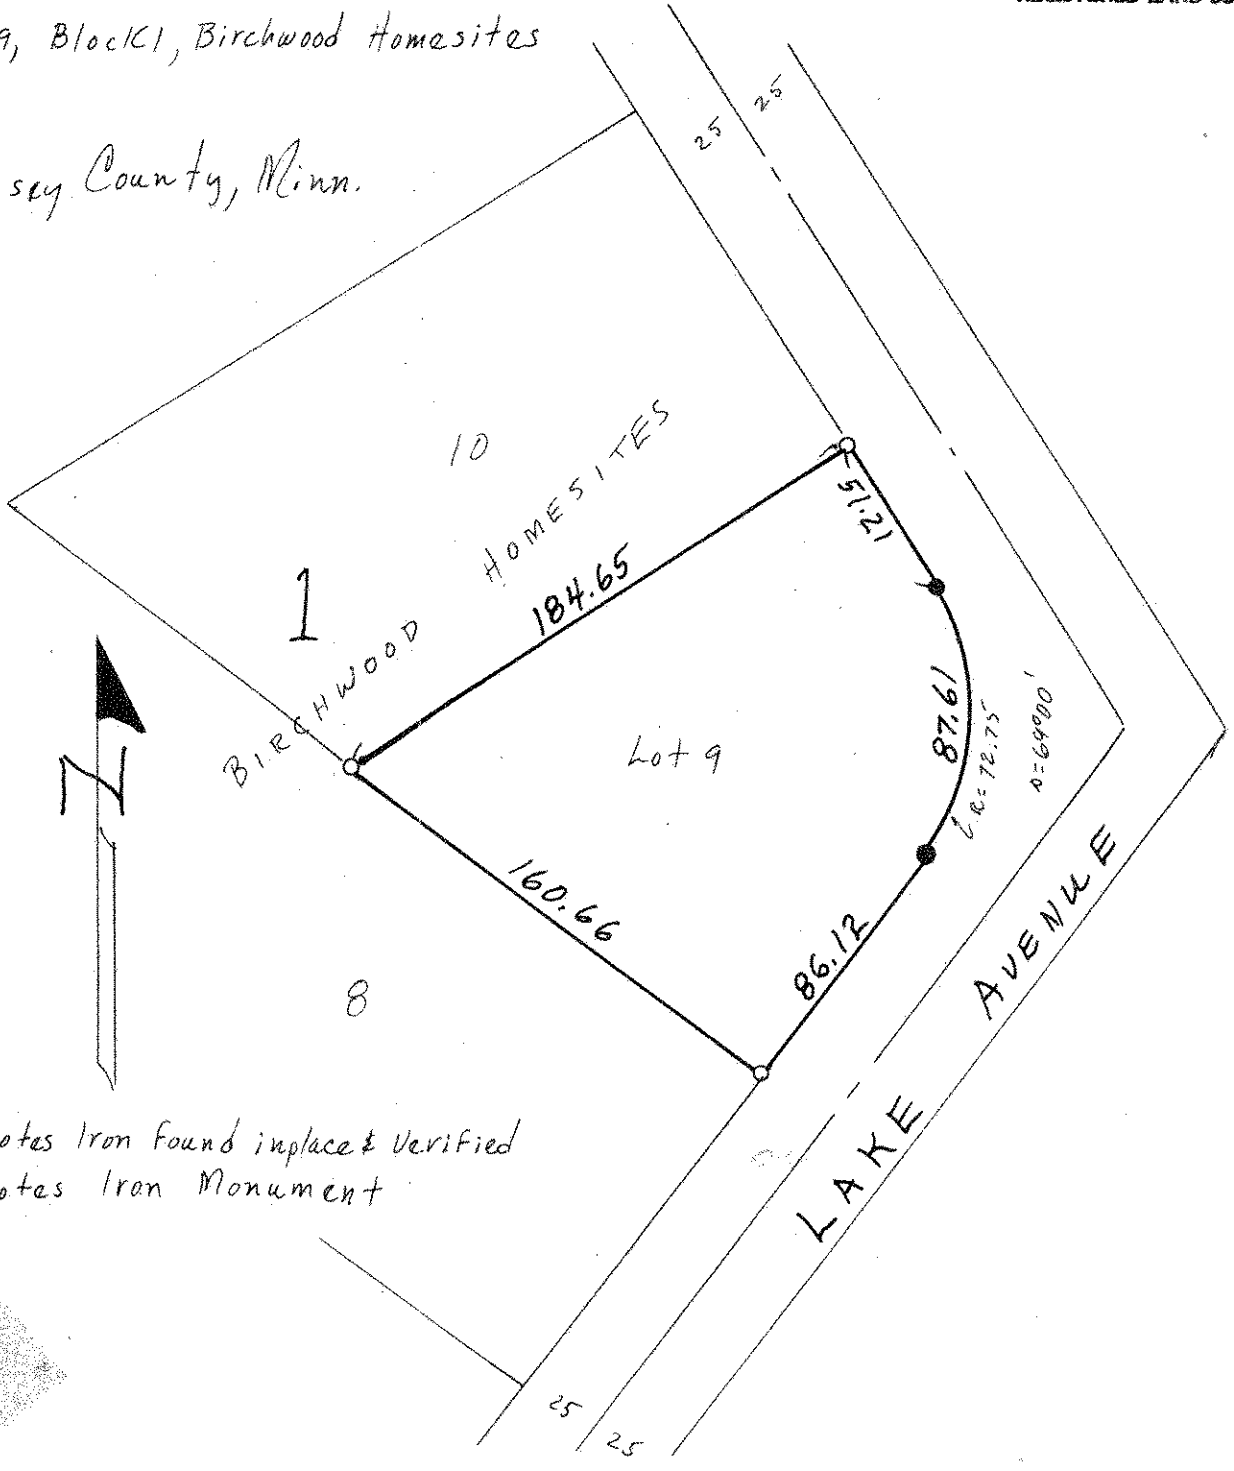 9, Block 1, Birchwood Homesites
sey County, Minn.
25
25
10
HOMESITES
51.21
184.65
1
BIRCHWOOD
87.61
R=72.75
Δ=69°00'
Lot 9
N
160.66
86.12
8
AVENUE
LAKE
otes Iron Found inplace & Verified
otes Iron Monument
25
25